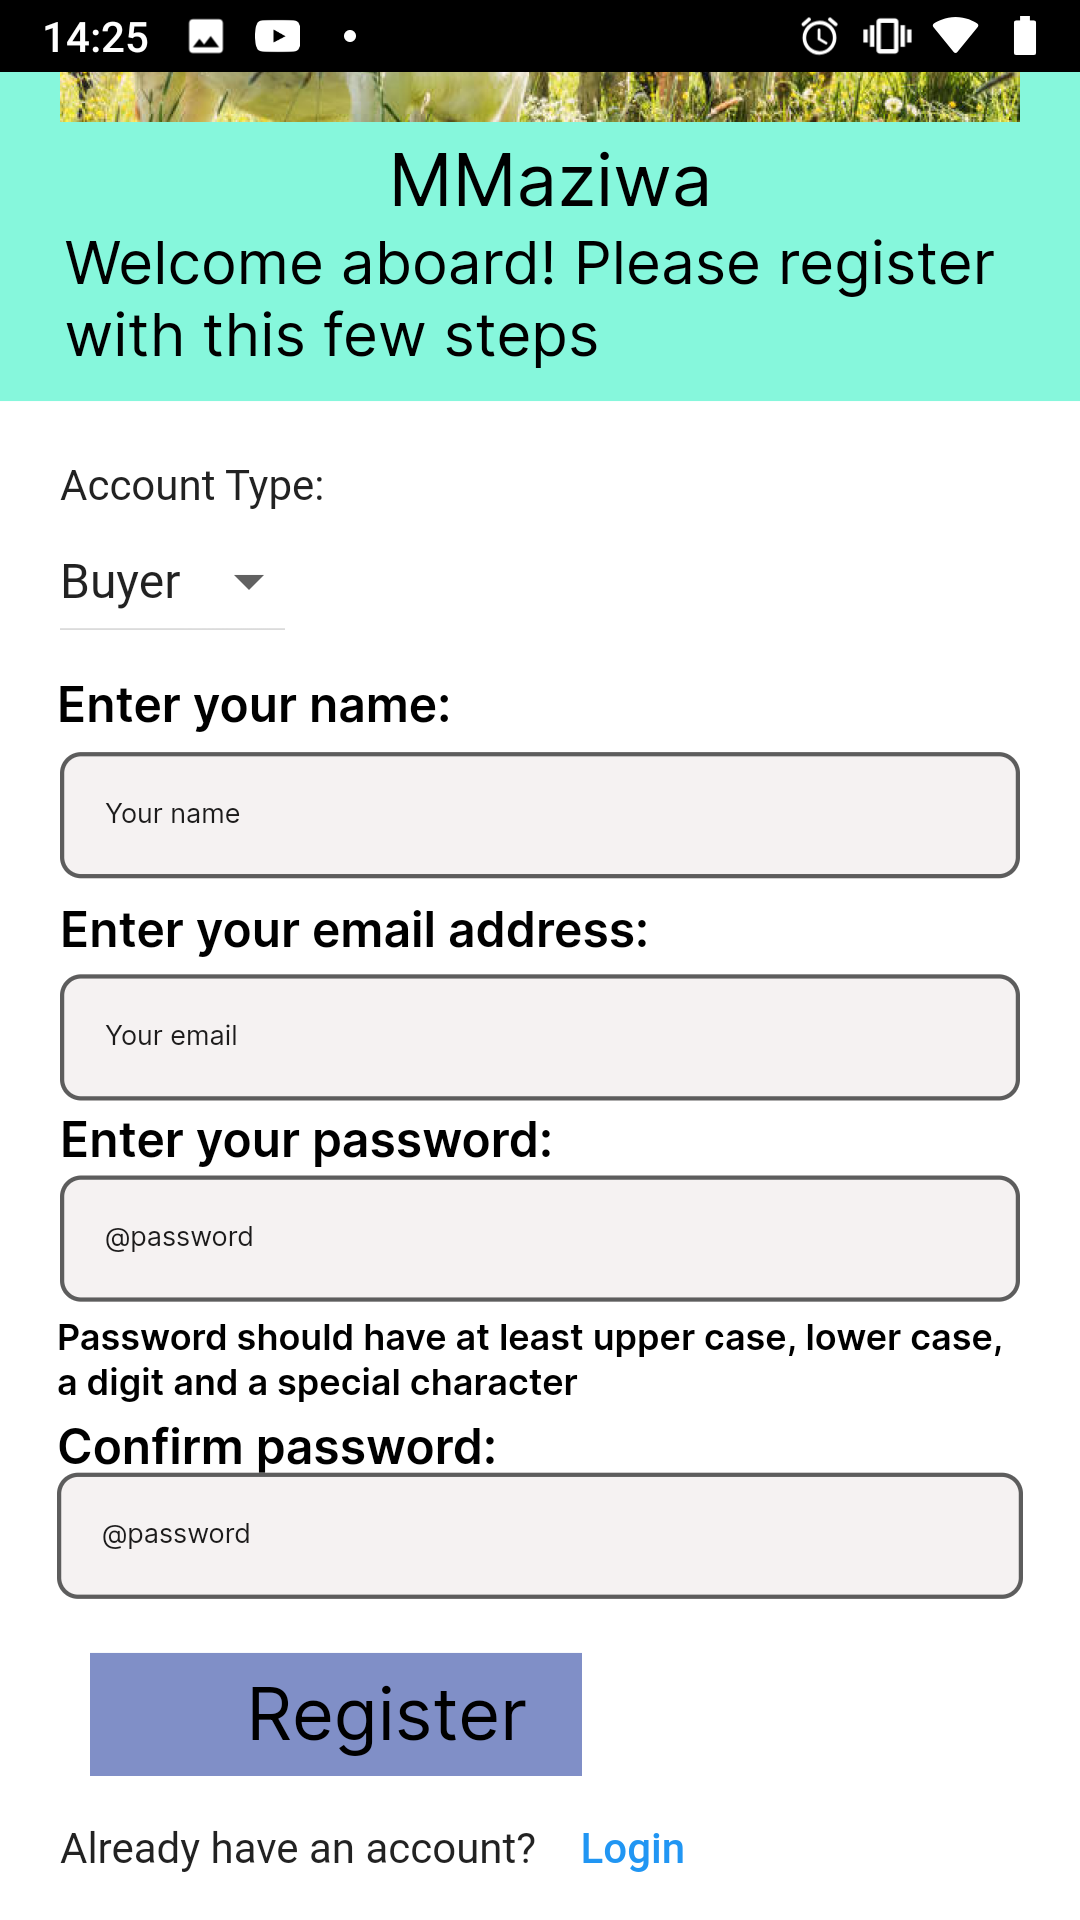 14:25
MMaziwa
Welcome aboard! Please register
with this few steps
Account Type:
Buyer
Enter your name:
Your name
Enter your email address:
Your email
Enter your password:
@password
Password should have at least upper case, lower case,
a digit and a special character
Confirm password:
@password
Register
Already have an account? Login